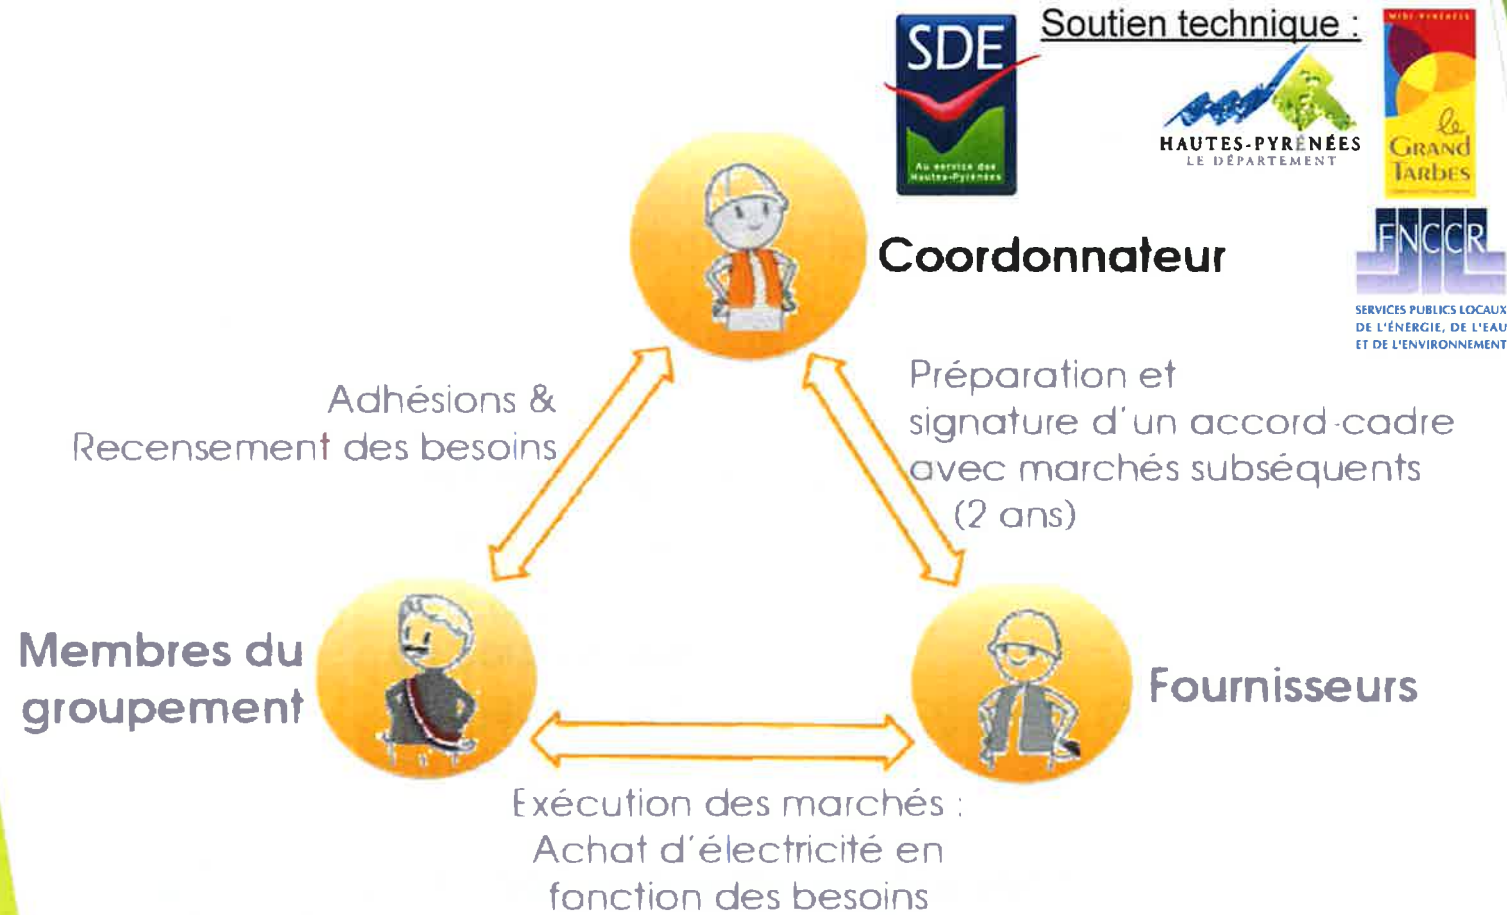 SDE
Au service des
Hautes-Pyrénées
Soutien technique :
HAUTES-PYRÉNÉES
LE DÉPARTEMENT
MIDI-PYRÉNÉES
le
GRAND
TARBES
FNCCR
SERVICES PUBLICS LOCAUX
DE L'ÉNERGIE, DE L'EAU
ET DE L'ENVIRONNEMENT
Coordonnateur
Adhésions &
Recensement des besoins
Préparation et
signature d'un accord-cadre
avec marchés subséquents
(2 ans)
Membres du
groupement
Fournisseurs
Exécution des marchés :
Achat d'électricité en
fonction des besoins